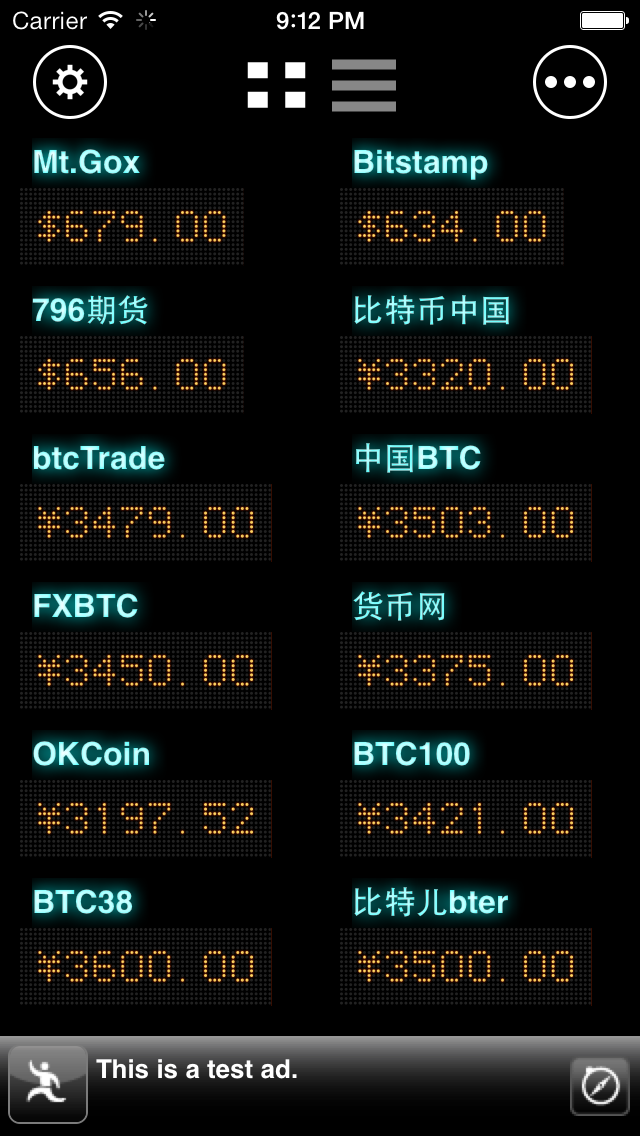 Carrier 9:12 PM
Mt.Gox Bitstamp
$679.00 $634.00
796期货 比特币中国
$656.00 ¥3320.00
btcTrade 中国BTC
¥3479.00 ¥3503.00
FXBTC 货币网
¥3450.00 ¥3375.00
OKCoin BTC100
¥3197.52 ¥3421.00
BTC38 比特儿bter
¥3600.00 ¥3500.00
This is a test ad.